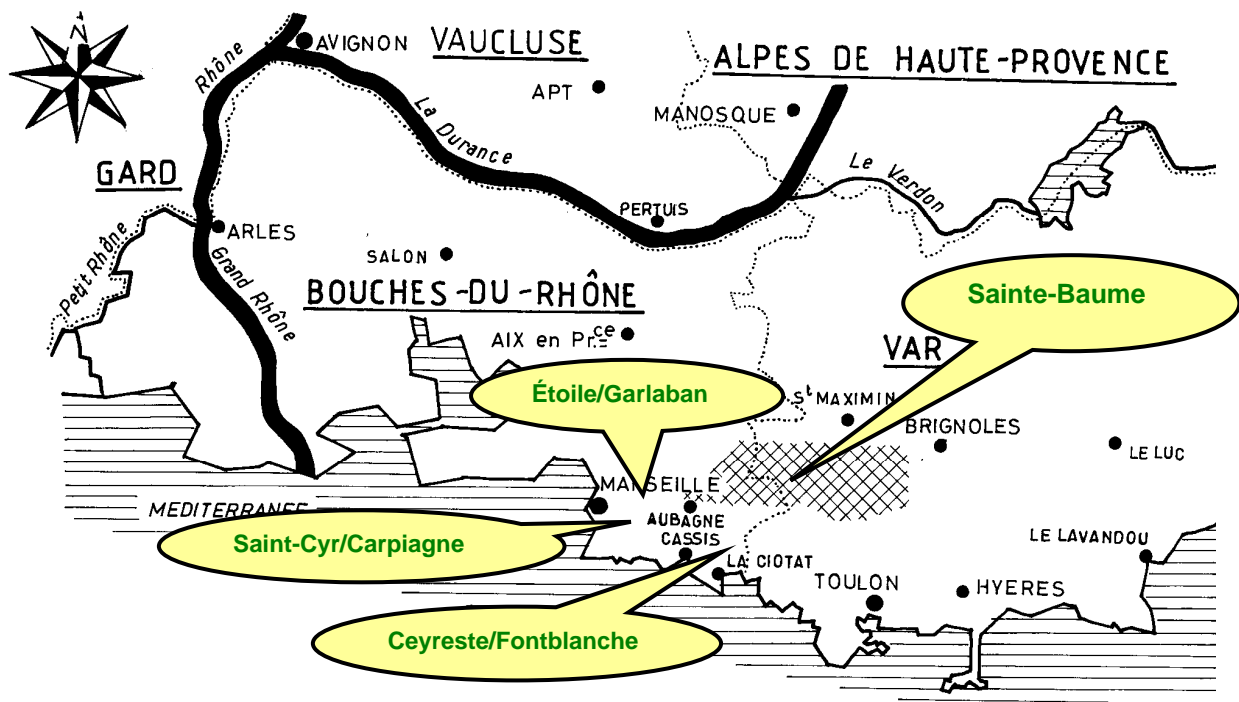 AVIGNON
VAUCLUSE
ALPES DE HAUTE-PROVENCE
Rhône
APT
MANOSQUE
La Durance
Le Verdon
GARD
PERTUIS
ARLES
Petit Rhône
Grand Rhône
SALON
BOUCHES-DU-RHÔNE
Sainte-Baume
AIX en Pr.ce
VAR
Étoile/Garlaban
St MAXIMIN
BRIGNOLES
LE LUC
MARSEILLE
MEDITERRANEE
AUBAGNE
CASSIS
Saint-Cyr/Carpiagne
LE LAVANDOU
LA CIOTAT
TOULON
HYERES
Ceyreste/Fontblanche